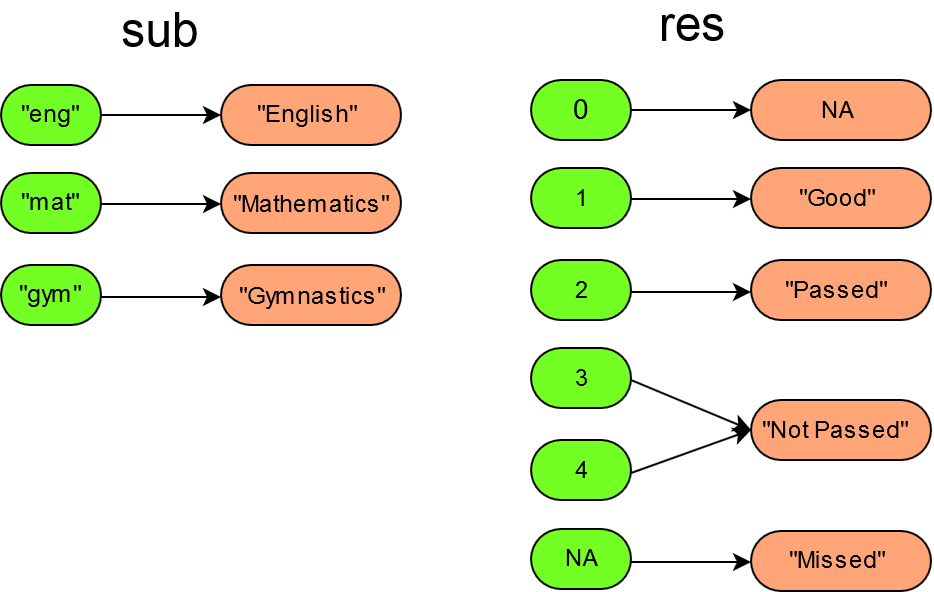 sub
"eng"
"English"
"mat"
"Mathematics"
"gym"
"Gymnastics"
res
0
NA
1
"Good"
2
"Passed"
3
4
"Not Passed"
NA
"Missed"